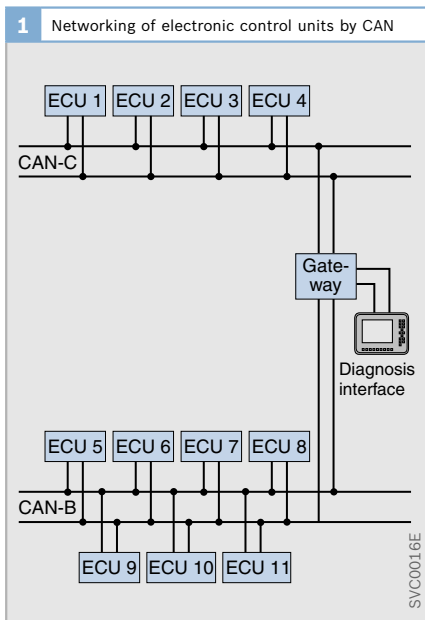 1 Networking of electronic control units by CAN
ECU 1 ECU 2 ECU 3 ECU 4
CAN-C
Gate-
way
Diagnosis
interface
ECU 5 ECU 6 ECU 7 ECU 8
CAN-B
ECU 9 ECU 10 ECU 11
SVC0016E